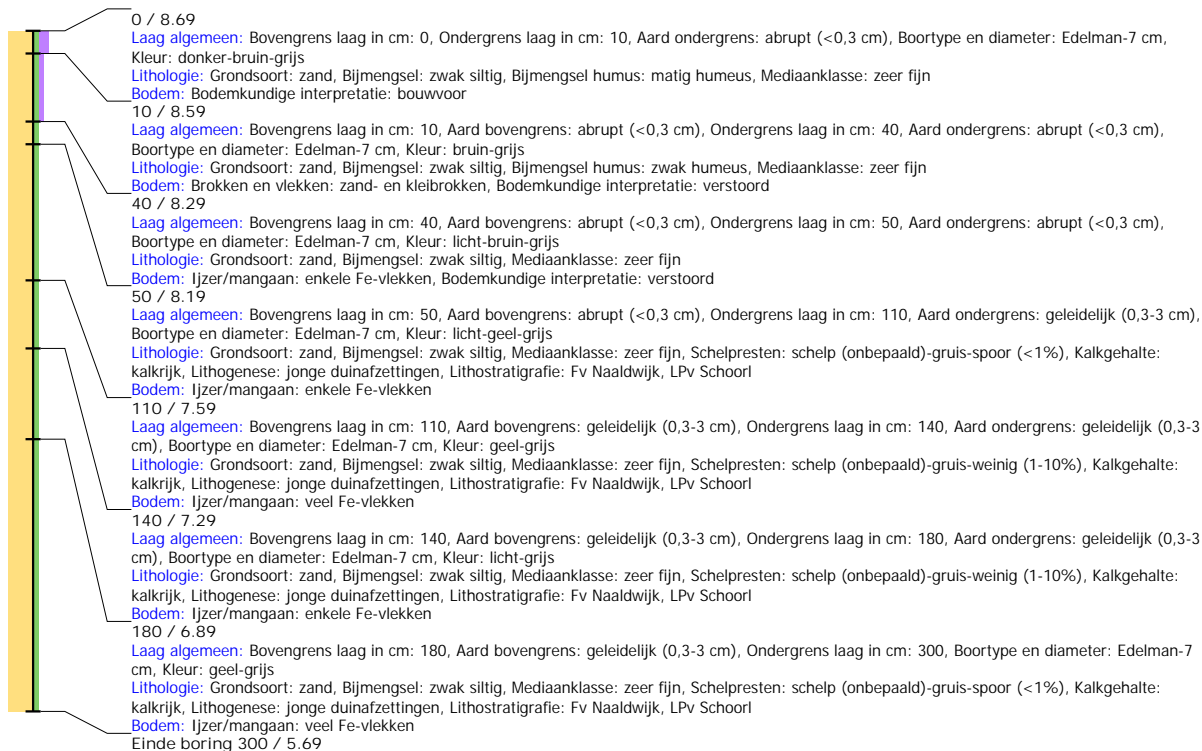 0 / 8.69
Laag algemeen: Bovengrens laag in cm: 0, Ondergrens laag in cm: 10, Aard ondergrens: abrupt (<0,3 cm), Boortype en diameter: Edelman-7 cm,
Kleur: donker-bruin-grijs
Lithologie: Grondsoort: zand, Bijmengsel: zwak siltig, Bijmengsel humus: matig humeus, Mediaanklasse: zeer fijn
Bodem: Bodemkundige interpretatie: bouwvoor
10 / 8.59
Laag algemeen: Bovengrens laag in cm: 10, Aard bovengrens: abrupt (<0,3 cm), Ondergrens laag in cm: 40, Aard ondergrens: abrupt (<0,3 cm),
Boortype en diameter: Edelman-7 cm, Kleur: bruin-grijs
Lithologie: Grondsoort: zand, Bijmengsel: zwak siltig, Bijmengsel humus: zwak humeus, Mediaanklasse: zeer fijn
Bodem: Brokken en vlekken: zand- en kleibrokken, Bodemkundige interpretatie: verstoord
40 / 8.29
Laag algemeen: Bovengrens laag in cm: 40, Aard bovengrens: abrupt (<0,3 cm), Ondergrens laag in cm: 50, Aard ondergrens: abrupt (<0,3 cm),
Boortype en diameter: Edelman-7 cm, Kleur: licht-bruin-grijs
Lithologie: Grondsoort: zand, Bijmengsel: zwak siltig, Mediaanklasse: zeer fijn
Bodem: Ijzer/mangaan: enkele Fe-vlekken, Bodemkundige interpretatie: verstoord
50 / 8.19
Laag algemeen: Bovengrens laag in cm: 50, Aard bovengrens: abrupt (<0,3 cm), Ondergrens laag in cm: 110, Aard ondergrens: geleidelijk (0,3-3 cm),
Boortype en diameter: Edelman-7 cm, Kleur: licht-geel-grijs
Lithologie: Grondsoort: zand, Bijmengsel: zwak siltig, Mediaanklasse: zeer fijn, Schelpresten: schelp (onbepaald)-gruis-spoor (<1%), Kalkgehalte:
kalkrijk, Lithogenese: jonge duinafzettingen, Lithostratigrafie: Fv Naaldwijk, LPv Schoorl
Bodem: Ijzer/mangaan: enkele Fe-vlekken
110 / 7.59
Laag algemeen: Bovengrens laag in cm: 110, Aard bovengrens: geleidelijk (0,3-3 cm), Ondergrens laag in cm: 140, Aard ondergrens: geleidelijk (0,3-3
cm), Boortype en diameter: Edelman-7 cm, Kleur: geel-grijs
Lithologie: Grondsoort: zand, Bijmengsel: zwak siltig, Mediaanklasse: zeer fijn, Schelpresten: schelp (onbepaald)-gruis-weinig (1-10%), Kalkgehalte:
kalkrijk, Lithogenese: jonge duinafzettingen, Lithostratigrafie: Fv Naaldwijk, LPv Schoorl
Bodem: Ijzer/mangaan: veel Fe-vlekken
140 / 7.29
Laag algemeen: Bovengrens laag in cm: 140, Aard bovengrens: geleidelijk (0,3-3 cm), Ondergrens laag in cm: 180, Aard ondergrens: geleidelijk (0,3-3
cm), Boortype en diameter: Edelman-7 cm, Kleur: licht-grijs
Lithologie: Grondsoort: zand, Bijmengsel: zwak siltig, Mediaanklasse: zeer fijn, Schelpresten: schelp (onbepaald)-gruis-weinig (1-10%), Kalkgehalte:
kalkrijk, Lithogenese: jonge duinafzettingen, Lithostratigrafie: Fv Naaldwijk, LPv Schoorl
Bodem: Ijzer/mangaan: enkele Fe-vlekken
180 / 6.89
Laag algemeen: Bovengrens laag in cm: 180, Aard bovengrens: geleidelijk (0,3-3 cm), Ondergrens laag in cm: 300, Boortype en diameter: Edelman-7
cm, Kleur: geel-grijs
Lithologie: Grondsoort: zand, Bijmengsel: zwak siltig, Mediaanklasse: zeer fijn, Schelpresten: schelp (onbepaald)-gruis-spoor (<1%), Kalkgehalte:
kalkrijk, Lithogenese: jonge duinafzettingen, Lithostratigrafie: Fv Naaldwijk, LPv Schoorl
Bodem: Ijzer/mangaan: veel Fe-vlekken
Einde boring 300 / 5.69